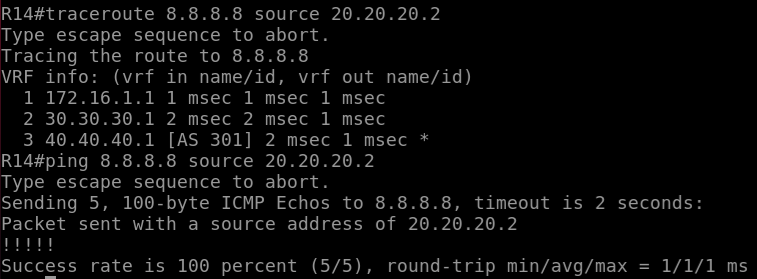 R14#traceroute 8.8.8.8 source 20.20.20.2
Type escape sequence to abort.
Tracing the route to 8.8.8.8
VRF info: (vrf in name/id, vrf out name/id)
  1 172.16.1.1 1 msec 1 msec 1 msec
  2 30.30.30.1 2 msec 2 msec 1 msec
  3 40.40.40.1 [AS 301] 2 msec 1 msec *
R14#ping 8.8.8.8 source 20.20.20.2
Type escape sequence to abort.
Sending 5, 100-byte ICMP Echos to 8.8.8.8, timeout is 2 seconds:
Packet sent with a source address of 20.20.20.2
!!!!!
Success rate is 100 percent (5/5), round-trip min/avg/max = 1/1/1 ms